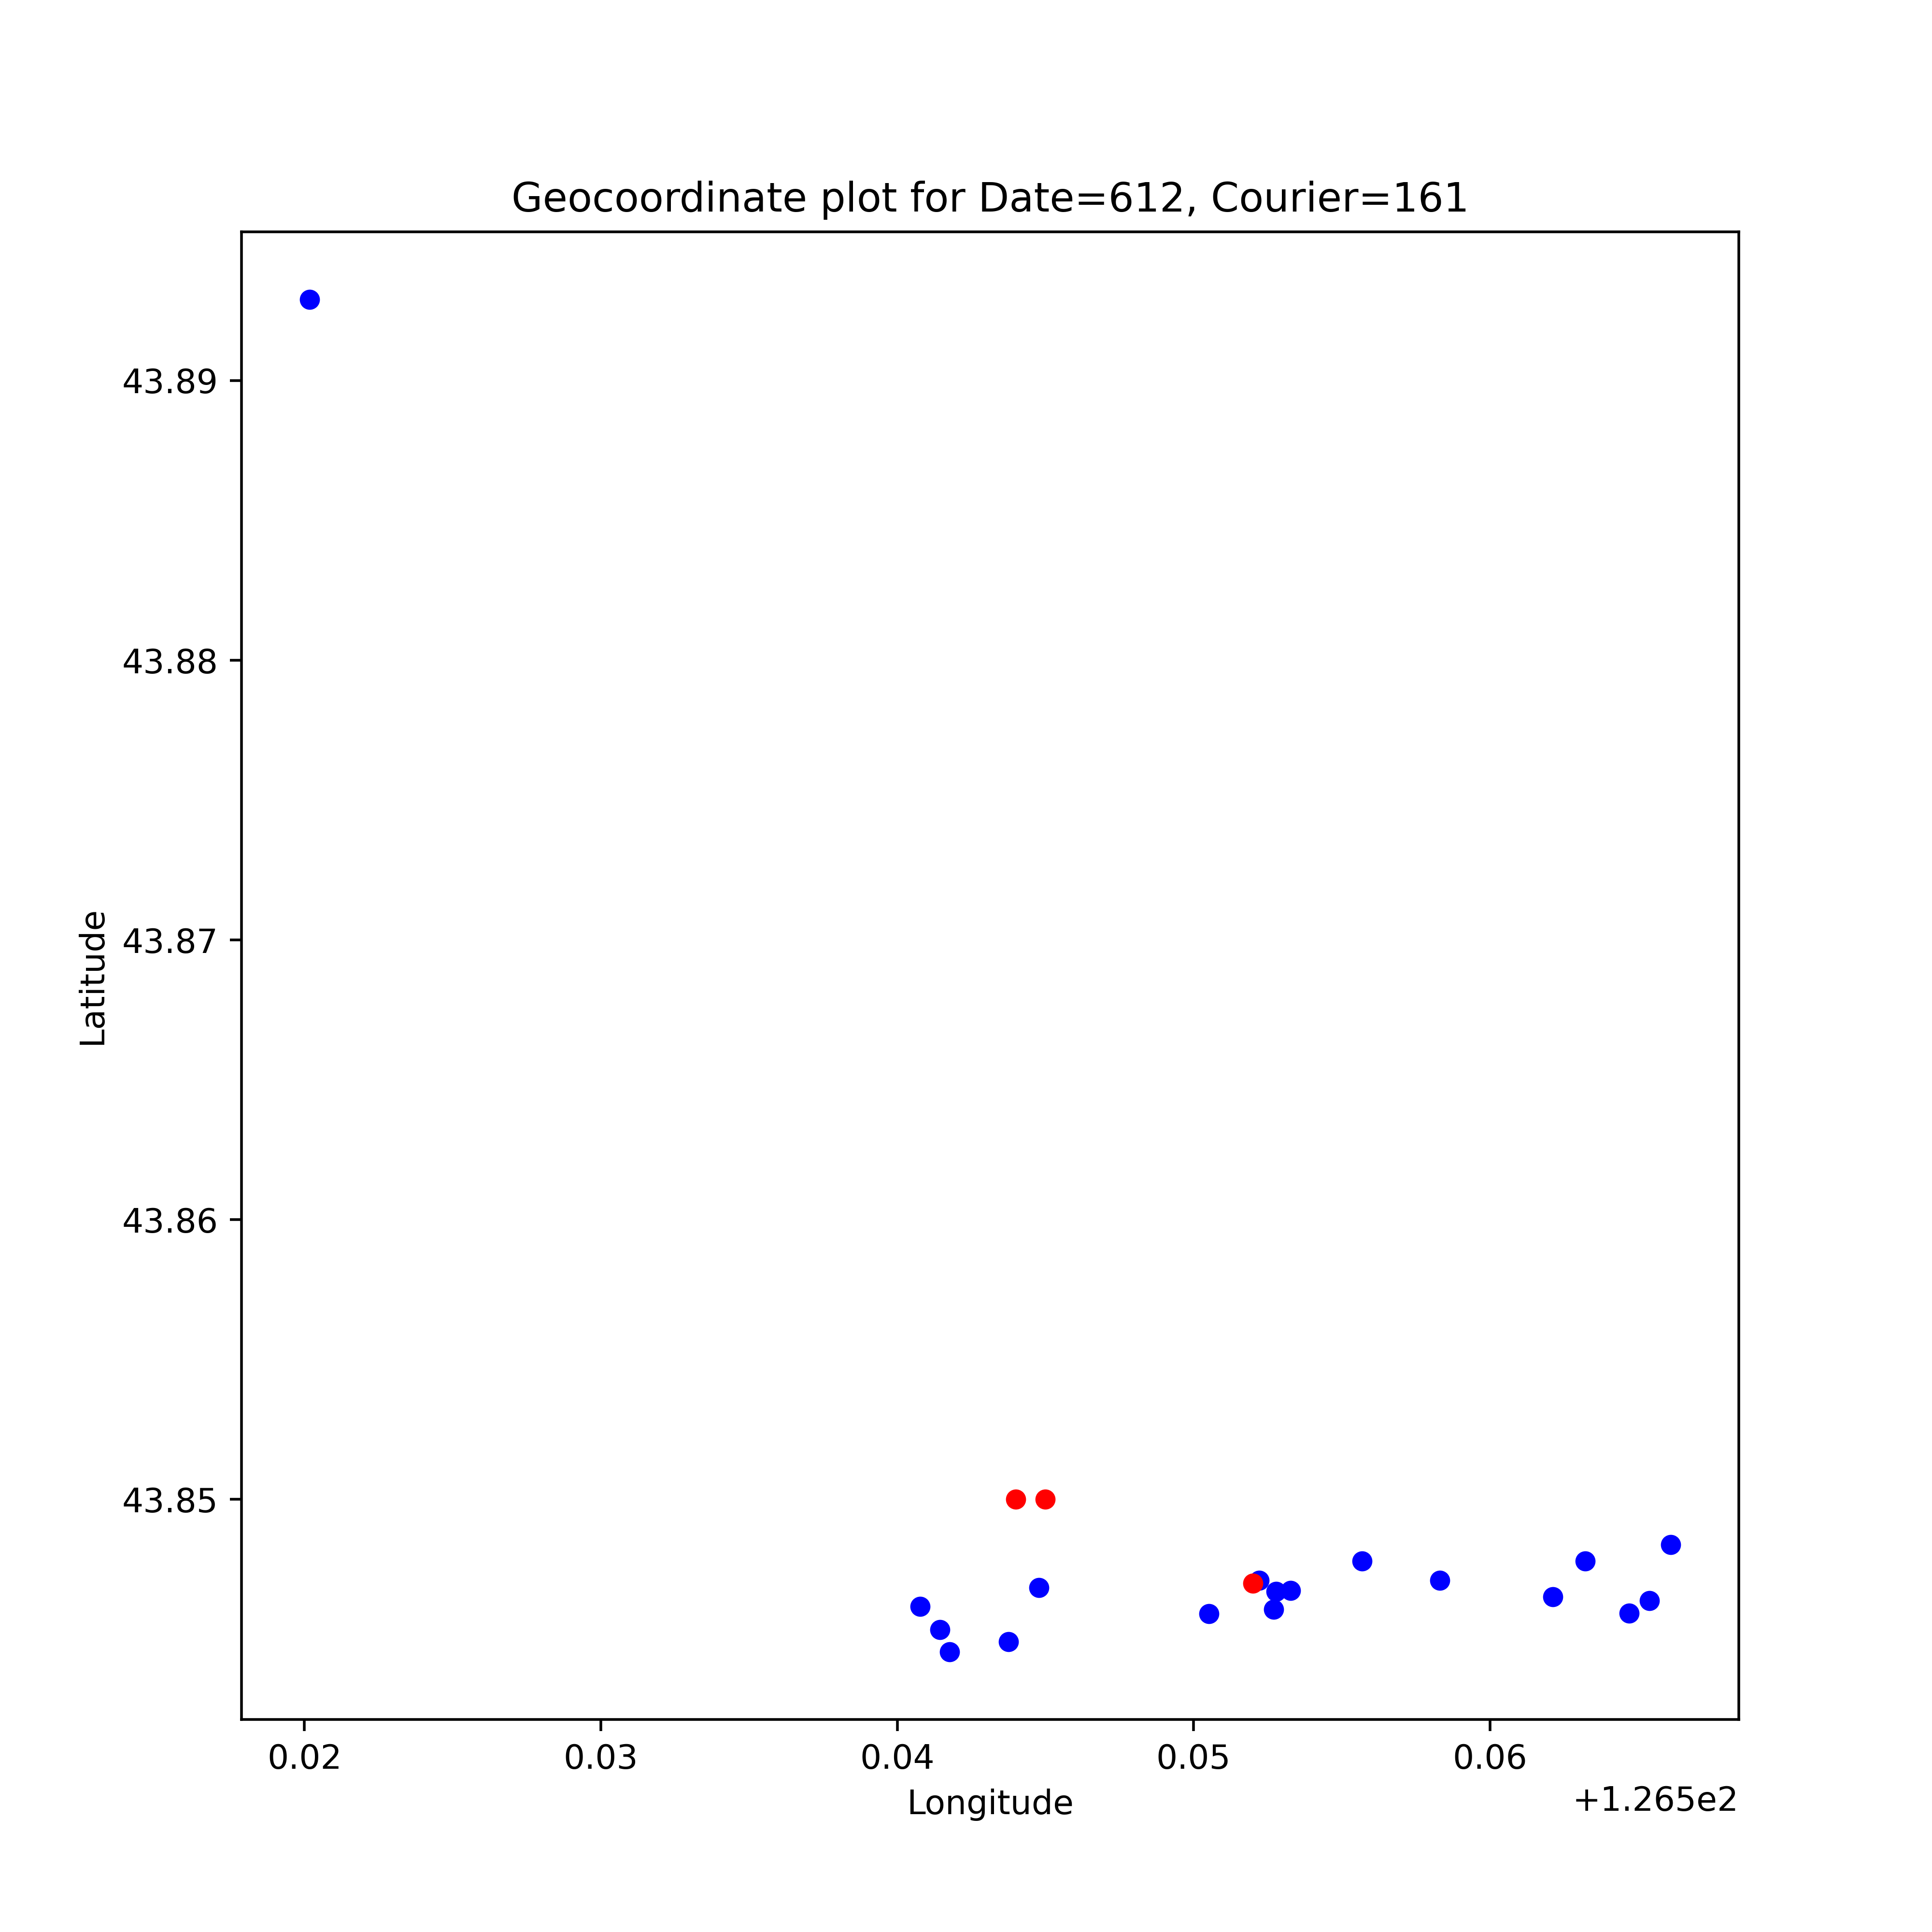 Geocoordinate plot for Date=612, Courier=161
Latitude
43.89
43.88
43.87
43.86
43.85
0.02 0.03 0.04 0.05 0.06
Longitude
+1.265e2